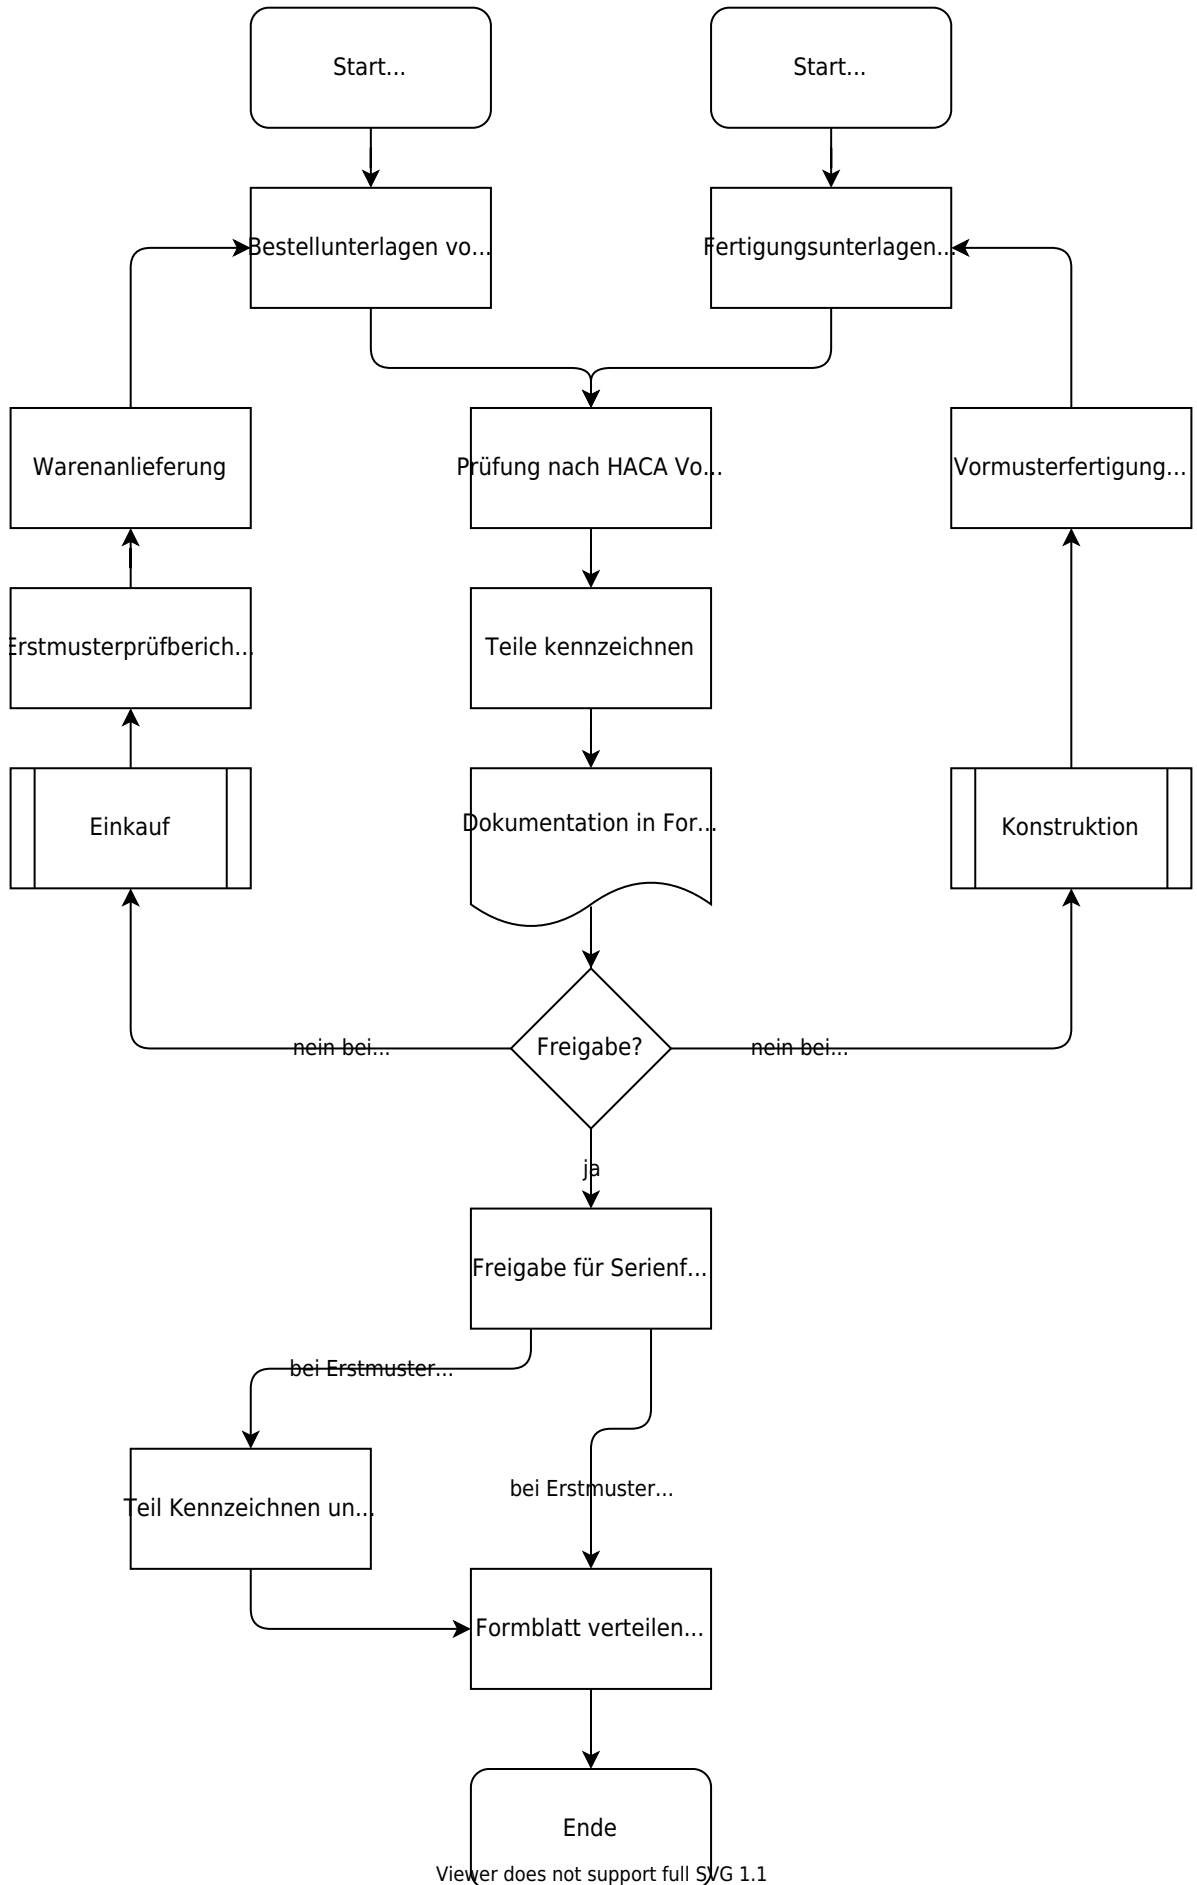 Start...
Start...
Bestellunterlagen vo...
Fertigungsunterlagen...
Warenanlieferung
Prüfung nach HACA Vo...
Vormusterfertigung...
Erstmusterprüfberich...
Teile kennzeichnen
Einkauf
Dokumentation in For...
Konstruktion
nein bei...
Freigabe?
nein bei...
ja
Freigabe für Serienf...
bei Erstmuster...
bei Erstmuster...
Teil Kennzeichnen un...
Formblatt verteilen...
Ende
Viewer does not support full SVG 1.1